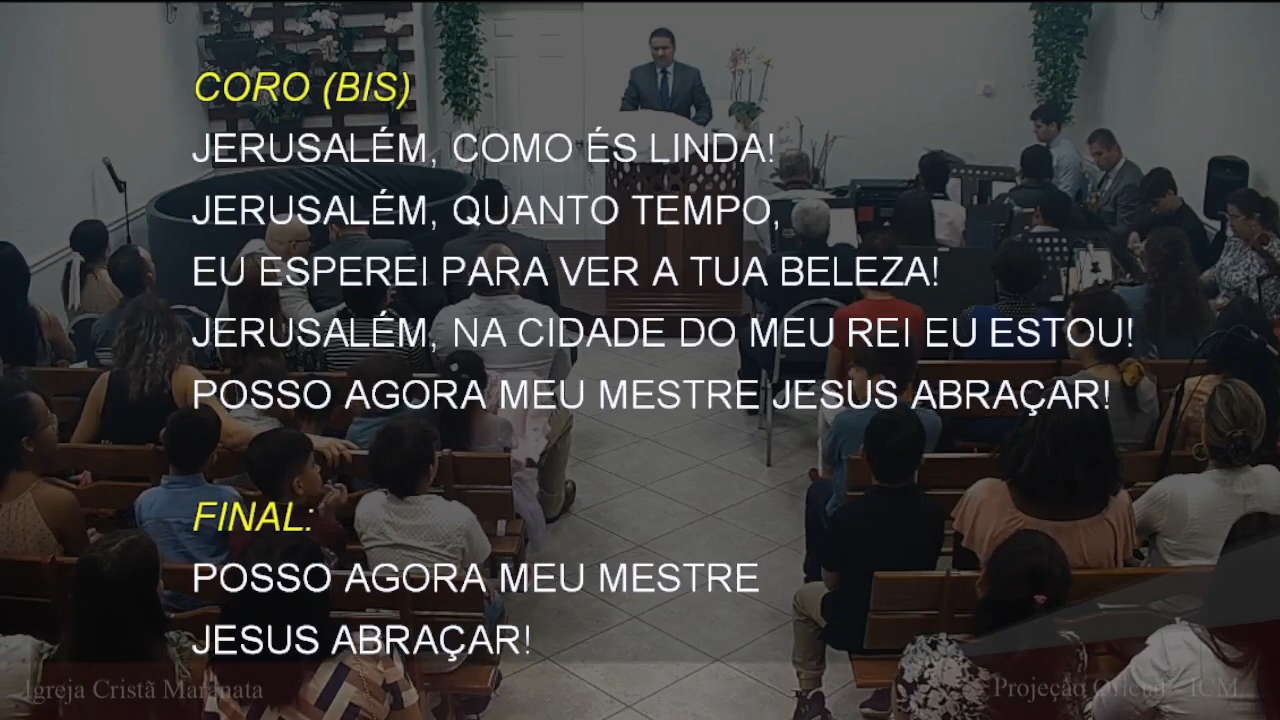 CORO (BIS)
JERUSALÉM, COMO ÉS LINDA!
JERUSALÉM, QUANTO TEMPO,
EU ESPEREI PARA VER A TUA BELEZA!
JERUSALÉM, NA CIDADE DO MEU REI EU ESTOU!
POSSO AGORA MEU MESTRE JESUS ABRAÇAR!
FINAL:
POSSO AGORA MEU MESTRE
JESUS ABRAÇAR!
Igreja Cristã Maranata
Projeção Oficial - ICM